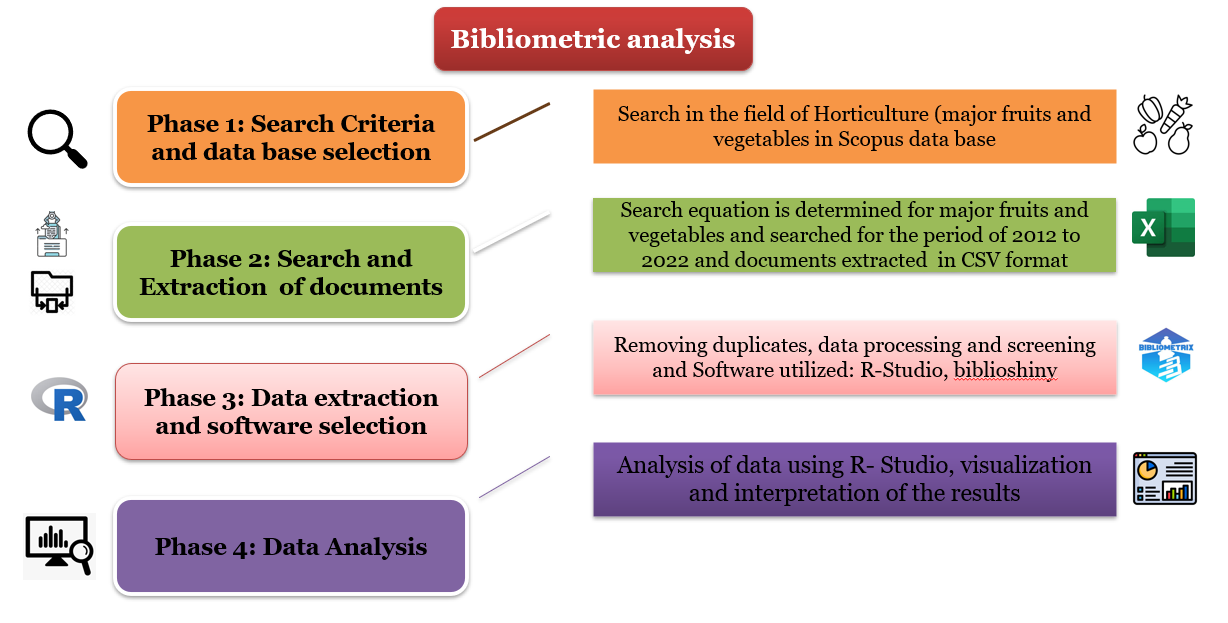 Bibliometric analysis
Phase 1: Search Criteria
and data base selection
Search in the field of Horticulture (major fruits and
vegetables in Scopus data base
Phase 2: Search and
Extraction of documents
Search equation is determined for major fruits and
vegetables and searched for the period of 2012 to
2022 and documents extracted in CSV format
X
Phase 3: Data extraction
and software selection
R
Removing duplicates, data processing and screening
and Software utilized: R-Studio, biblioshiny
BIBLIOMETRIX
Phase 4: Data Analysis
Analysis of data using R- Studio, visualization
and interpretation of the results